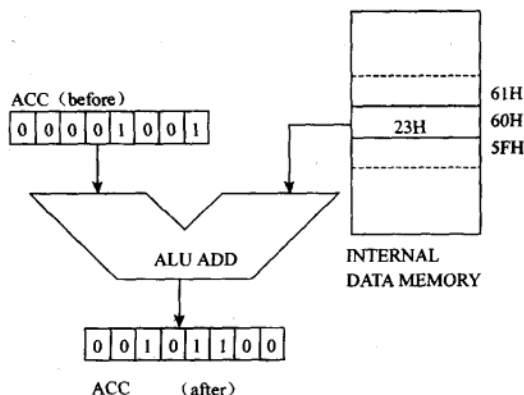 ACC (before)
0 0 0 0 1 0 0 1
61H
60H
23H
5FH
ALU ADD
INTERNAL
DATA MEMORY
0 0 1 0 1 1 0 0
ACC (after)